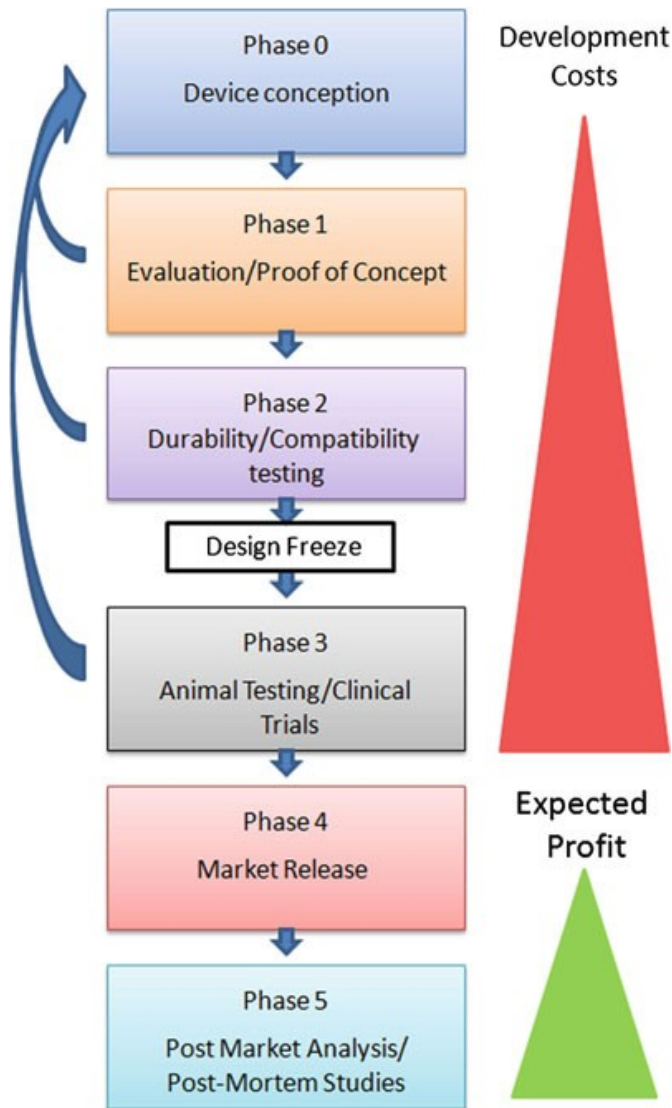 Phase 0
Device conception
Development
Costs
Phase 1
Evaluation/Proof of Concept
Phase 2
Durability/Compatibility
testing
Design Freeze
Phase 3
Animal Testing/Clinical
Trials
Phase 4
Market Release
Expected
Profit
Phase 5
Post Market Analysis/
Post-Mortem Studies